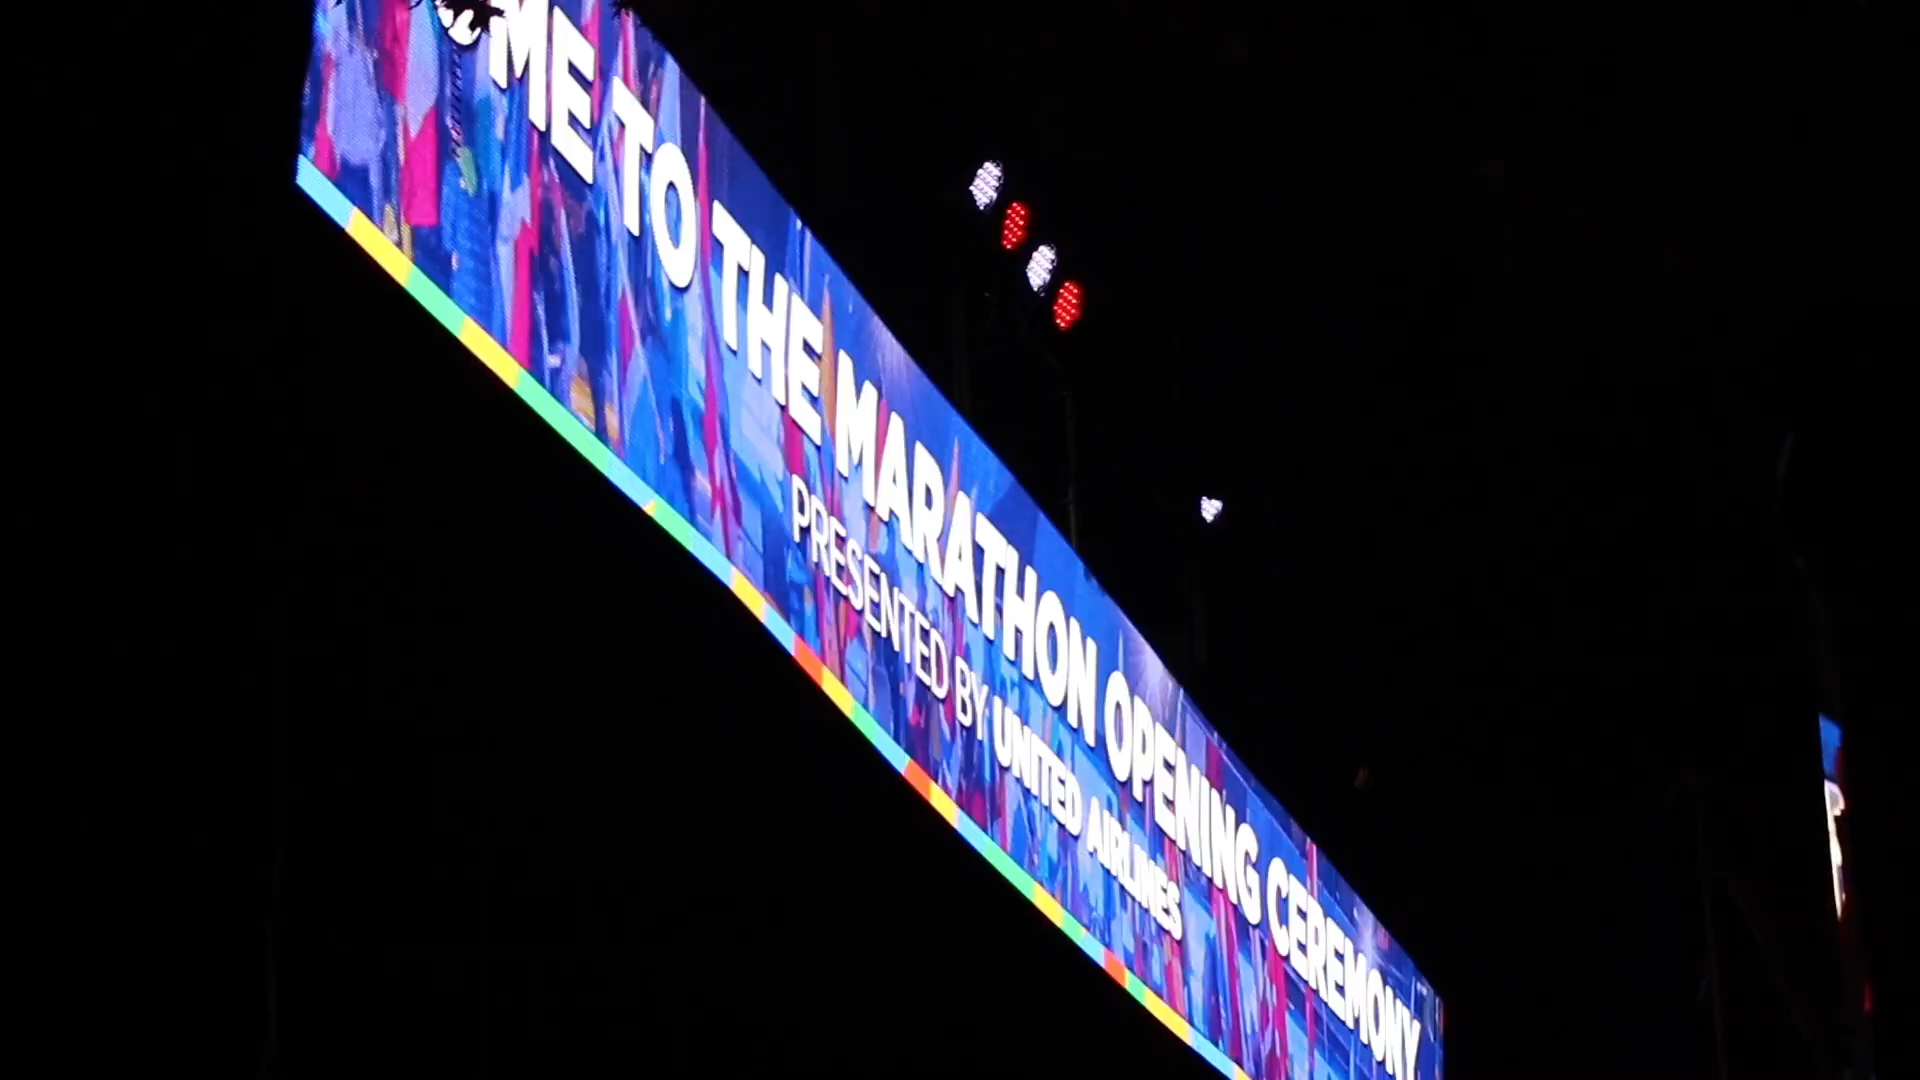 ME TO THE MARATHON OPENING CEREMONY
PRESENTED BY UNITED AIRLINES